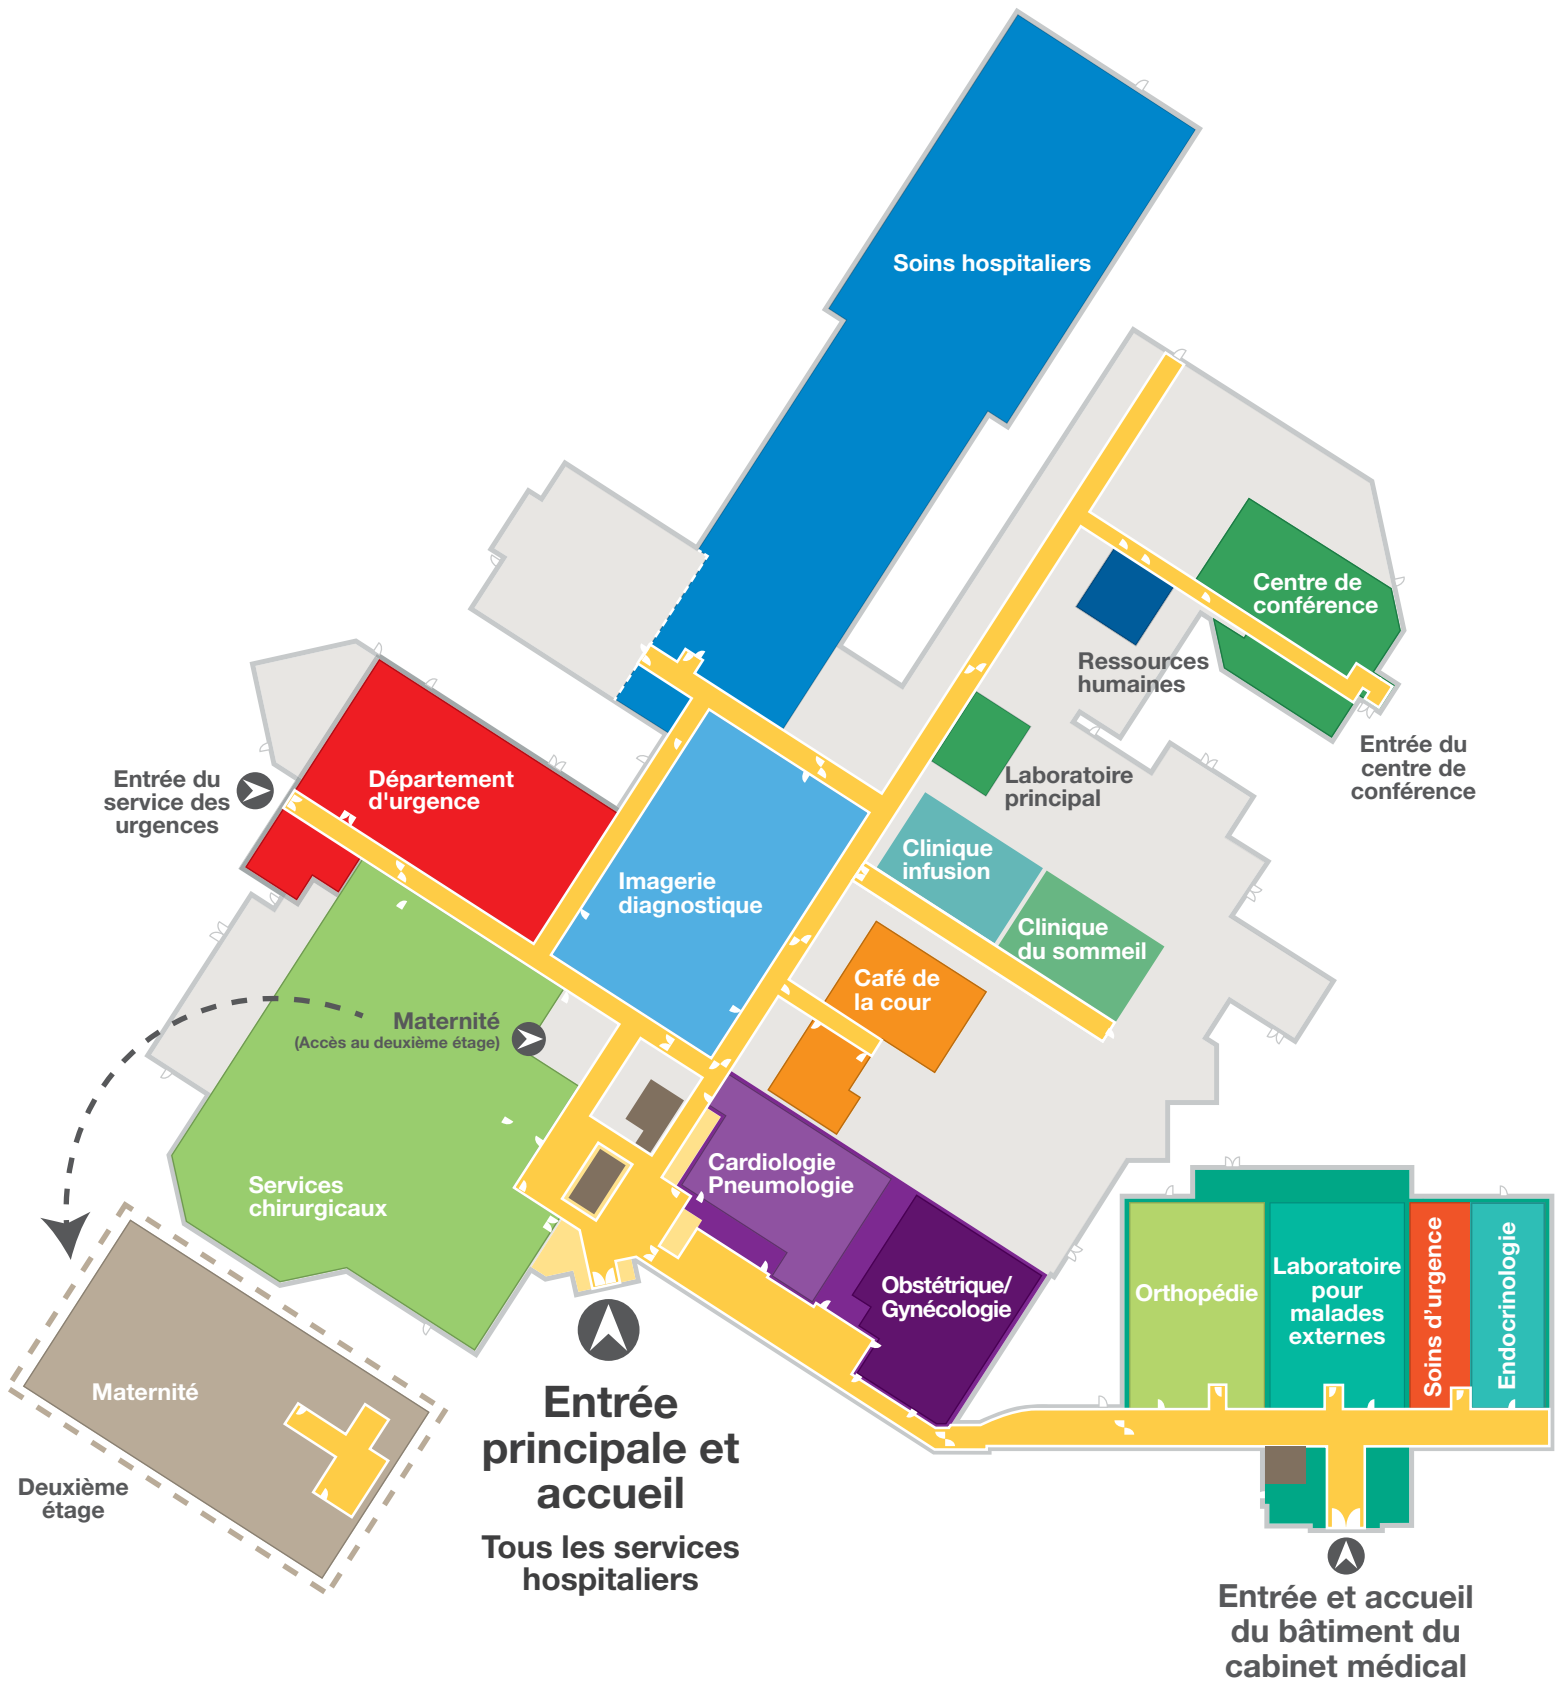 Soins hospitaliers
Centre de
conférence
Ressources
humaines
Entrée du
centre de
conférence
Laboratoire
principal
Entrée du
service des
urgences
Département
d'urgence
Clinique
infusion
Imagerie
diagnostique
Clinique
du sommeil
Café de
la cour
Maternité
(Accès au deuxième étage)
Cardiologie
Pneumologie
Services
chirurgicaux
Obstétrique/
Gynécologie
Orthopédie
Laboratoire
pour
malades
externes
Soins d'urgence
Endocrinologie
Maternité
Deuxième
étage
Entrée
principale et
accueil
Tous les services
hospitaliers
Entrée et accueil
du bâtiment du
cabinet médical